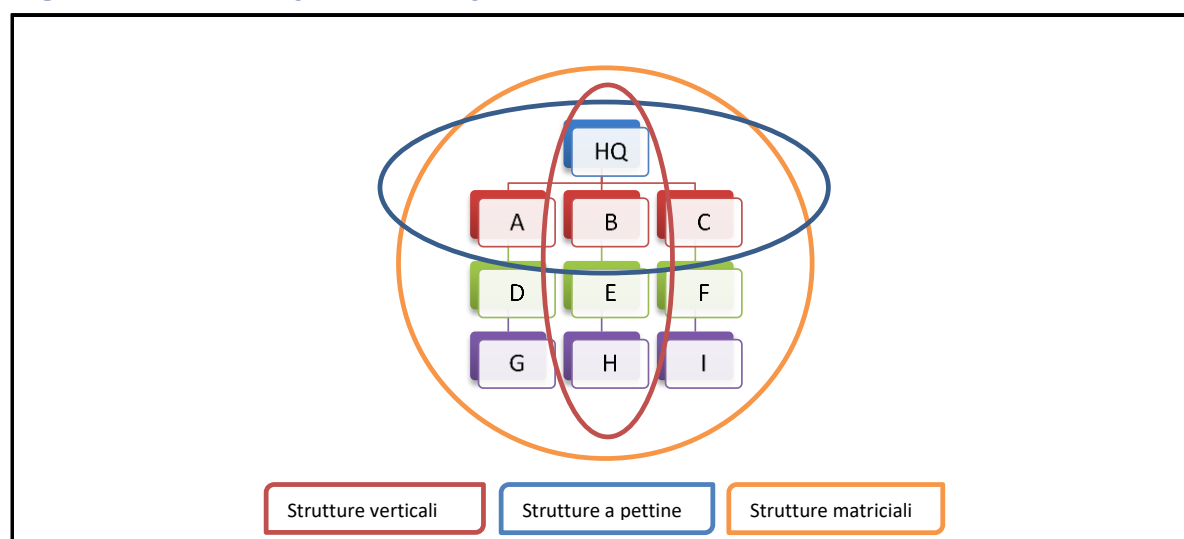 HQ
A B C
D E F
G H I
Strutture verticali Strutture a pettine Strutture matriciali